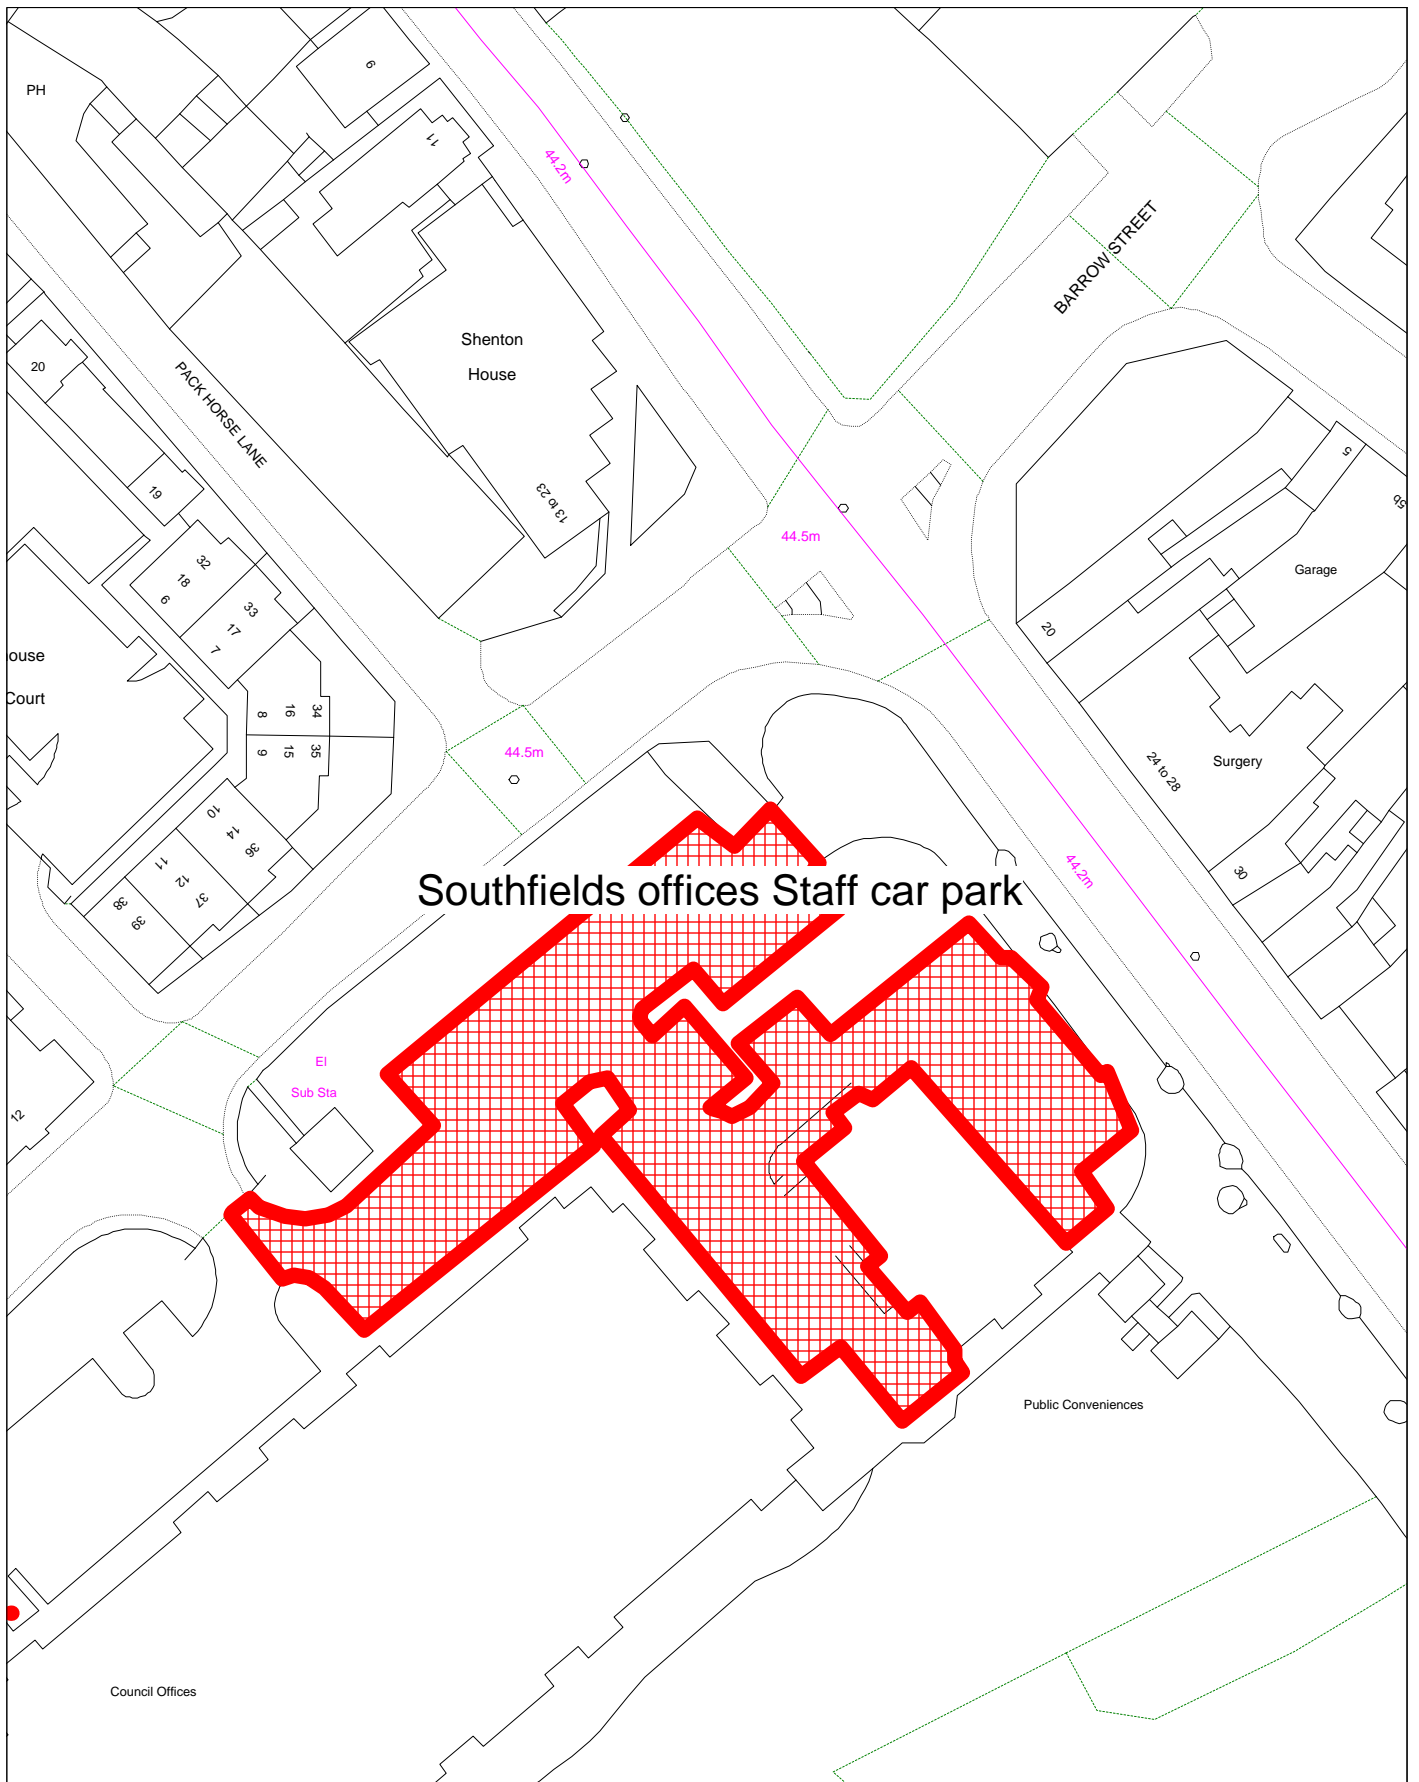 PH
9
11
44.2m
BARROW STREET
Shenton
House
20
PACK HORSE LANE
19
13 to 23
5
5b
44.5m
Garage
32
18
6
33
17
7
20
ouse
Court
34
16
8
35
15
9
44.5m
24 to 28
Surgery
10
14
36
11
12
37
38
39
44.2m
30
Southfields offices Staff car park
El
Sub Sta
12
Public Conveniences
Council Offices